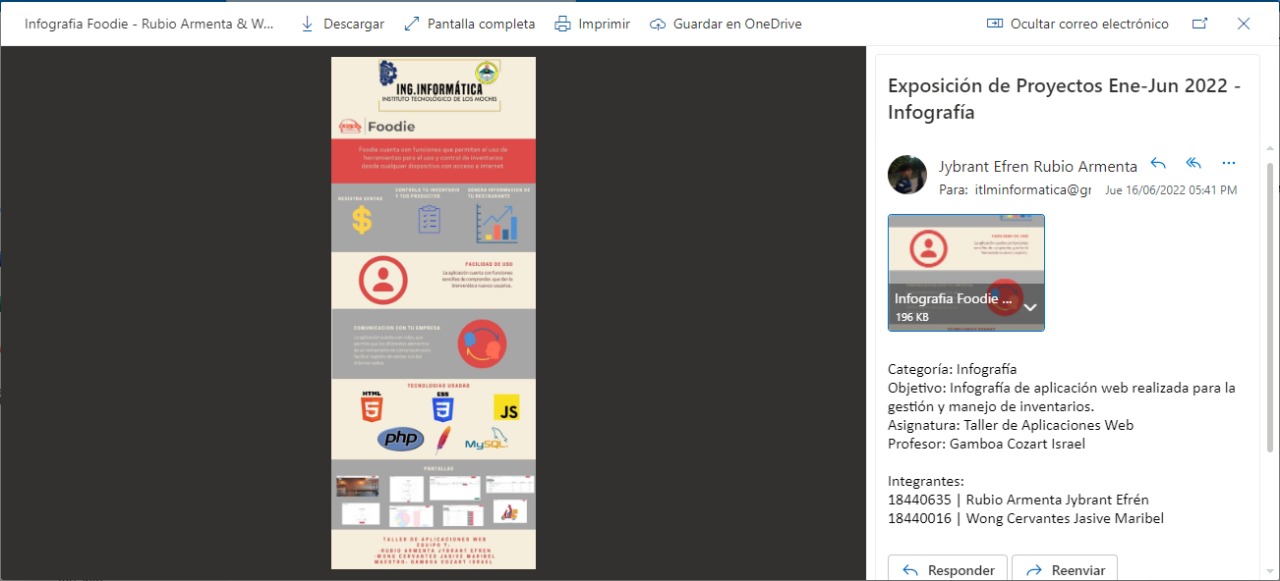 Infografia Foodie - Rubio Armenta & W...
Descargar
Pantalla completa
Imprimir
Guardar en OneDrive
Ocultar correo electrónico
ING.INFORMÁTICA
INSTITUTO TECNOLÓGICO DE LOS MOCHIS
Foodie
Foodie cuenta con funciones que permiten el uso de
herramientas para el uso y control de inventarios
desde cualquier dispositivo con acceso a internet
REGISTRA VENTAS
CONTROLA TU INVENTARIO
Y TUS PRODUCTOS
GENERA INFORMACION DE
TU RESTAURANTE
FACILIDAD DE USO
La aplicación cuenta con funciones
sencillas de comprender, que dan la
bienvenida a nuevos usuarios.
COMUNICACION CON TU EMPRESA
TECNOLOGIAS USADAS
HTML
5
CSS
3
JS
php
MySQL
PANTALLAS
TALLER DE APLICACIONES WEB
EQUIPO 7:
-RUBIO ARMENTA JYBRANT EFREN
-WONG CERVANTES JASIVE MARIBEL
MAESTRO: GAMBOA COZART ISRAEL
Exposición de Proyectos Ene-Jun 2022 -
Infografía
Jybrant Efren Rubio Armenta
Para: itlminformatica@gr
Jue 16/06/2022 05:41 PM
Infografia Foodie ...
196 KB
Categoría: Infografía
Objetivo: Infografía de aplicación web realizada para la
gestión y manejo de inventarios.
Asignatura: Taller de Aplicaciones Web
Profesor: Gamboa Cozart Israel
Integrantes:
18440635 | Rubio Armenta Jybrant Efrén
18440016 | Wong Cervantes Jasive Maribel
Responder
Reenviar